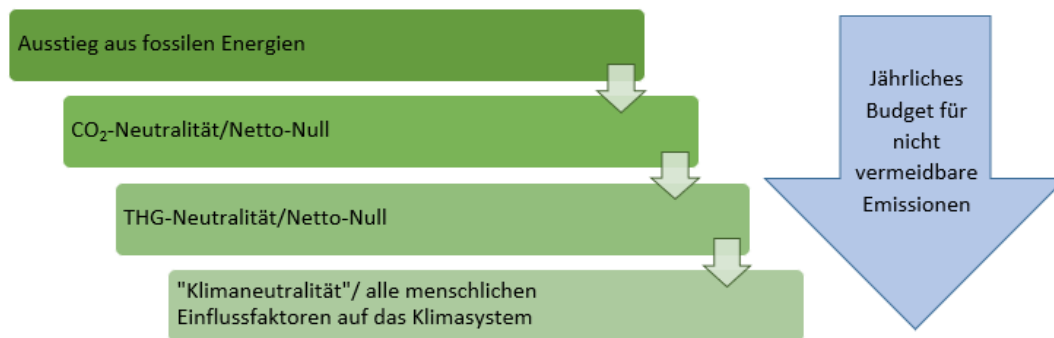 Ausstieg aus fossilen Energien
CO₂-Neutralität/Netto-Null
THG-Neutralität/Netto-Null
"Klimaneutralität"/ alle menschlichen
Einflussfaktoren auf das Klimasystem
Jährliches
Budget für
nicht
vermeidbare
Emissionen